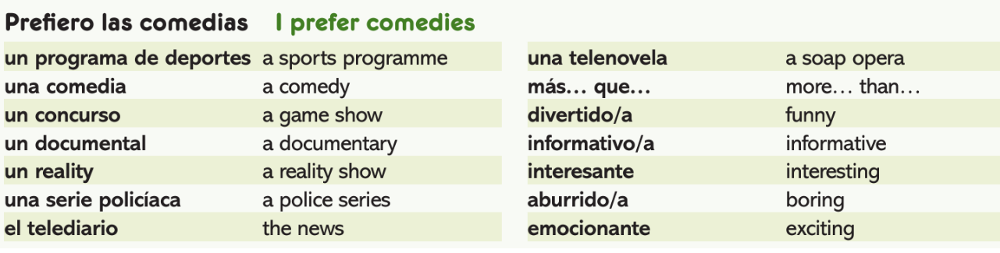 Prefiero las comedias I prefer comedies
un programa de deportes a sports programme
una comedia a comedy
un concurso a game show
un documental a documentary
un reality a reality show
una serie policíaca a police series
el telediario the news
una telenovela a soap opera
más… que… more… than…
divertido/a funny
informativo/a informative
interesante interesting
aburrido/a boring
emocionante exciting